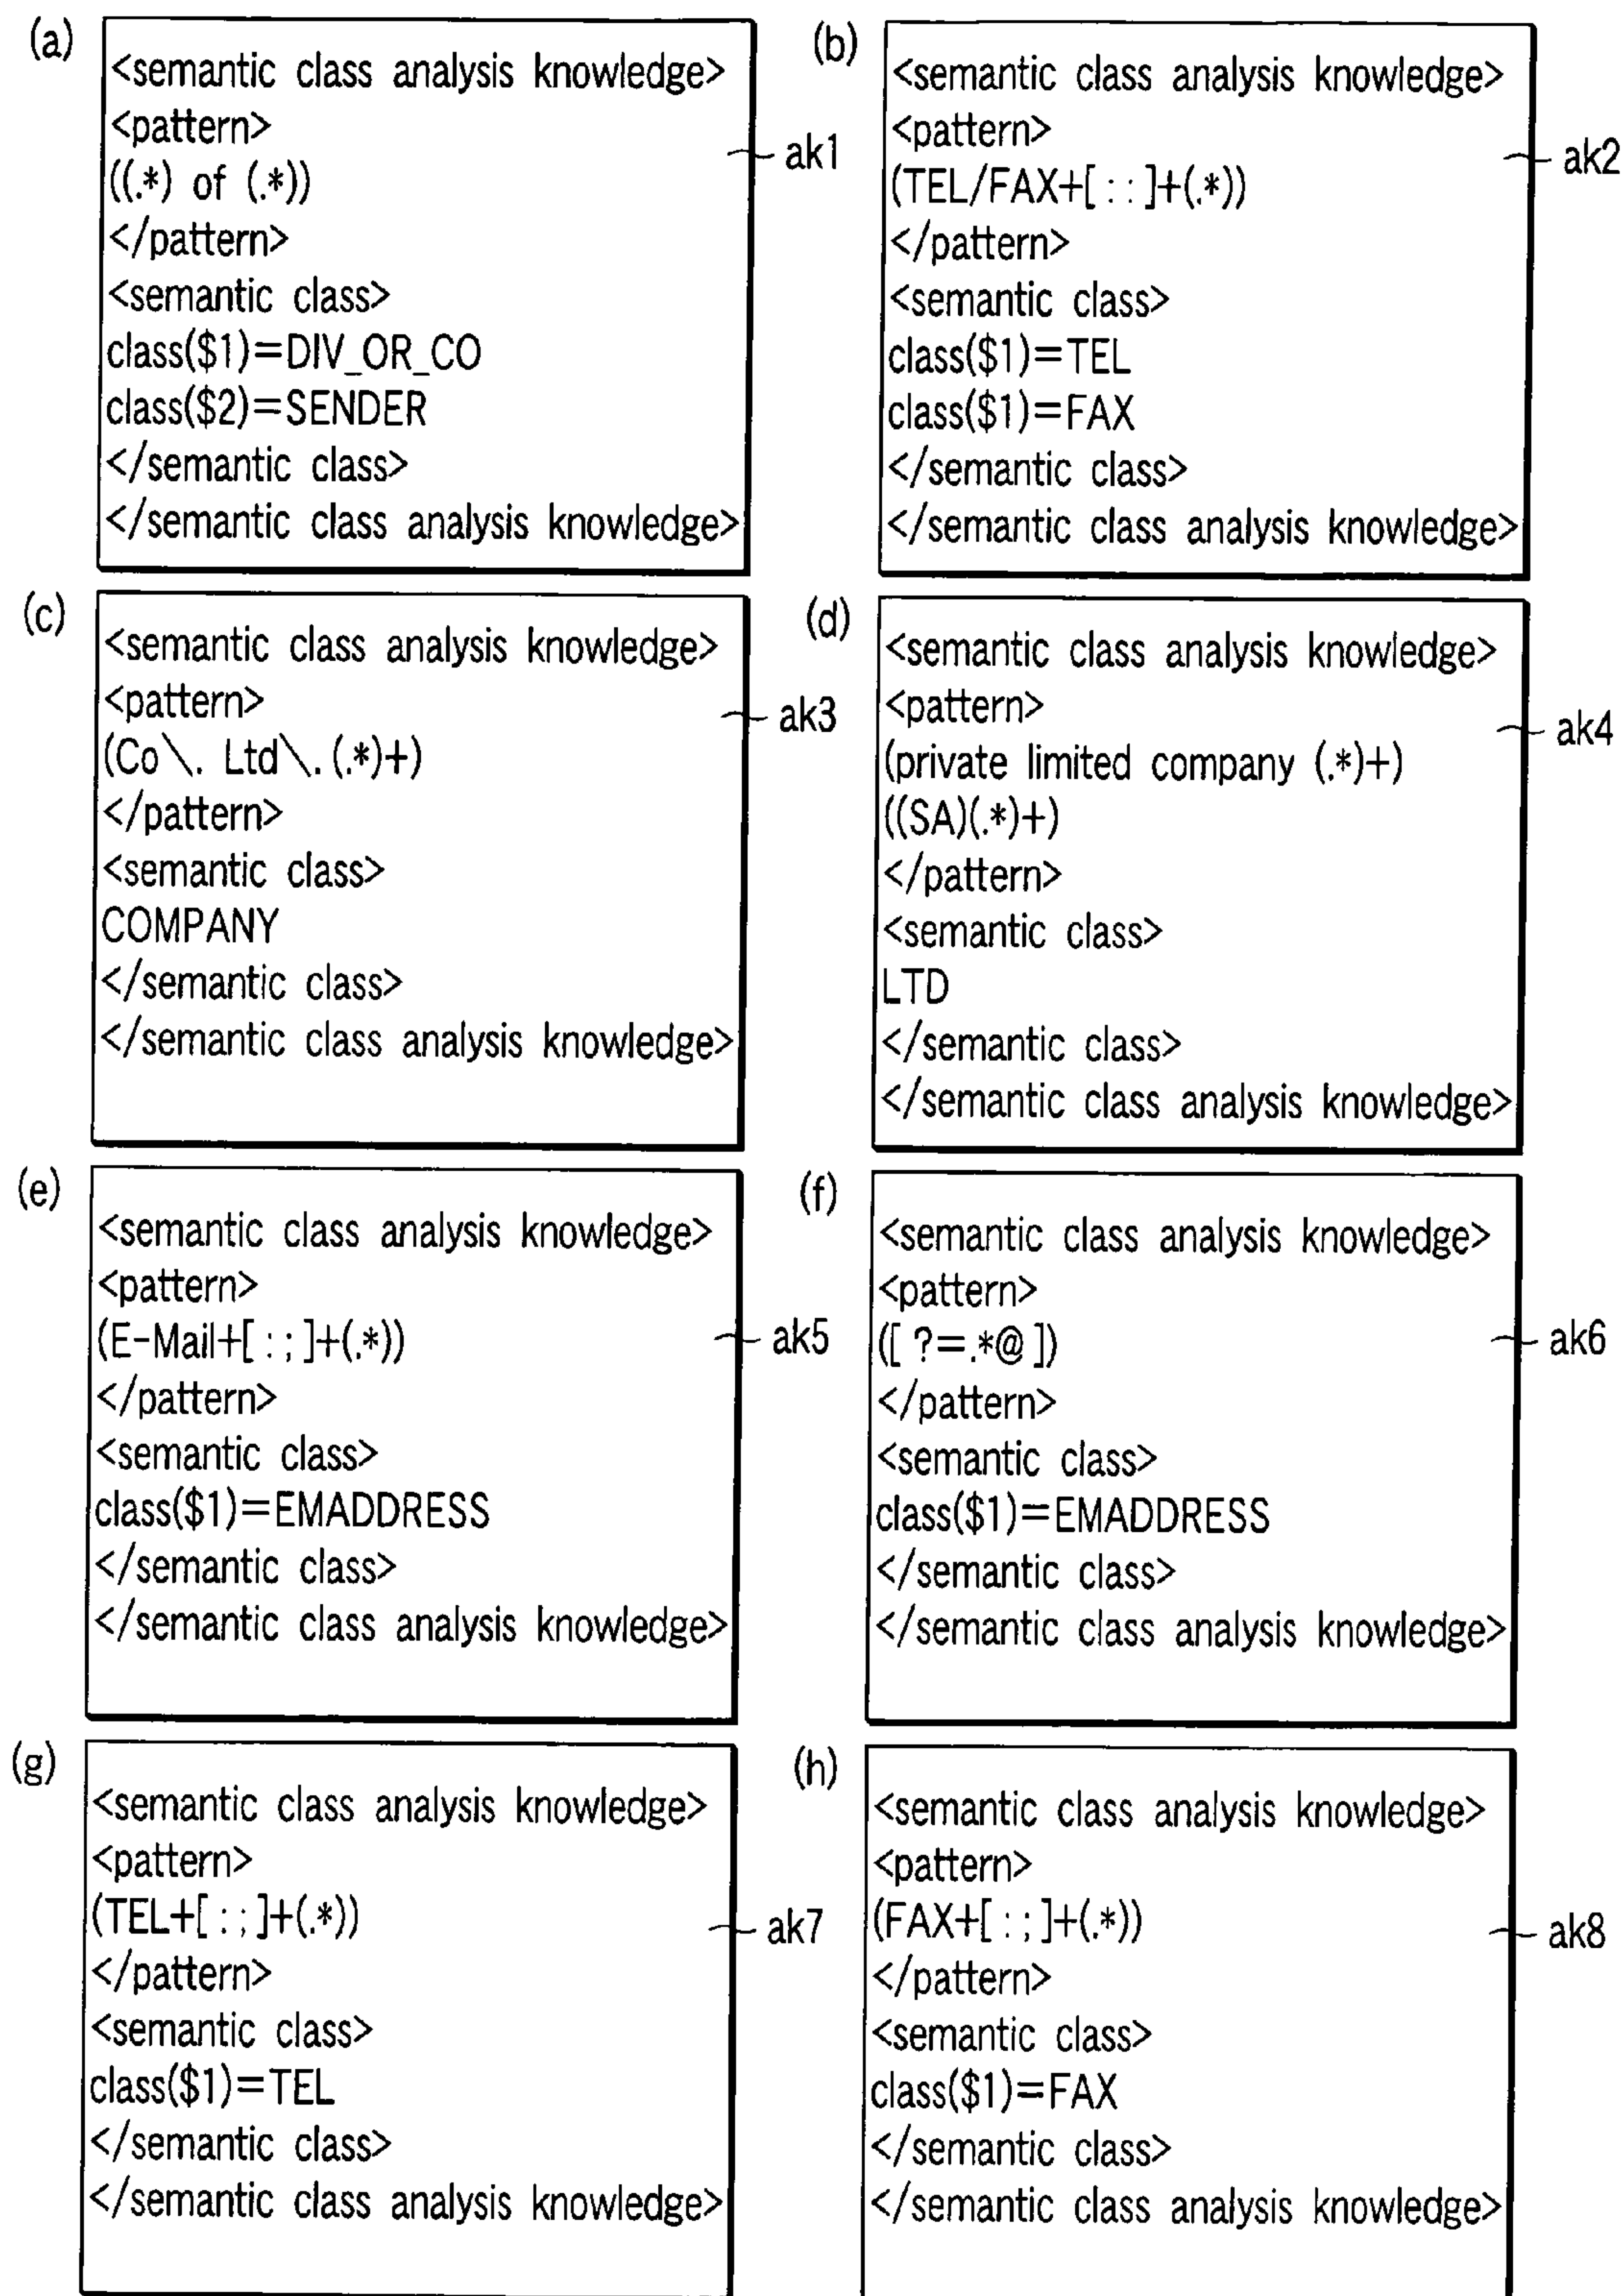 (a)
<semantic class analysis knowledge>
<pattern>
((.*) of (.*))
</pattern>
<semantic class>
class($1)=DIV_OR_CO
class($2)=SENDER
</semantic class>
</semantic class analysis knowledge>
ak1
(b)
<semantic class analysis knowledge>
<pattern>
(TEL/FAX+[ : : ]+(.*))
</pattern>
<semantic class>
class($1)=TEL
class($1)=FAX
</semantic class>
</semantic class analysis knowledge>
ak2
(c)
<semantic class analysis knowledge>
<pattern>
(Co\. Ltd\. (.*)+)
</pattern>
<semantic class>
COMPANY
</semantic class>
</semantic class analysis knowledge>
ak3
(d)
<semantic class analysis knowledge>
<pattern>
(private limited company (.*)+)
((SA)(.*)+)
</pattern>
<semantic class>
LTD
</semantic class>
</semantic class analysis knowledge>
ak4
(e)
<semantic class analysis knowledge>
<pattern>
(E-Mail+[ : ; ]+(.*))
</pattern>
<semantic class>
class($1)=EMADDRESS
</semantic class>
</semantic class analysis knowledge>
ak5
(f)
<semantic class analysis knowledge>
<pattern>
([ ?=.*@ ])
</pattern>
<semantic class>
class($1)=EMADDRESS
</semantic class>
</semantic class analysis knowledge>
ak6
(g)
<semantic class analysis knowledge>
<pattern>
(TEL+[ : ; ]+(.*))
</pattern>
<semantic class>
class($1)=TEL
</semantic class>
</semantic class analysis knowledge>
ak7
(h)
<semantic class analysis knowledge>
<pattern>
(FAX+[ : ; ]+(.*))
</pattern>
<semantic class>
class($1)=FAX
</semantic class>
</semantic class analysis knowledge>
ak8